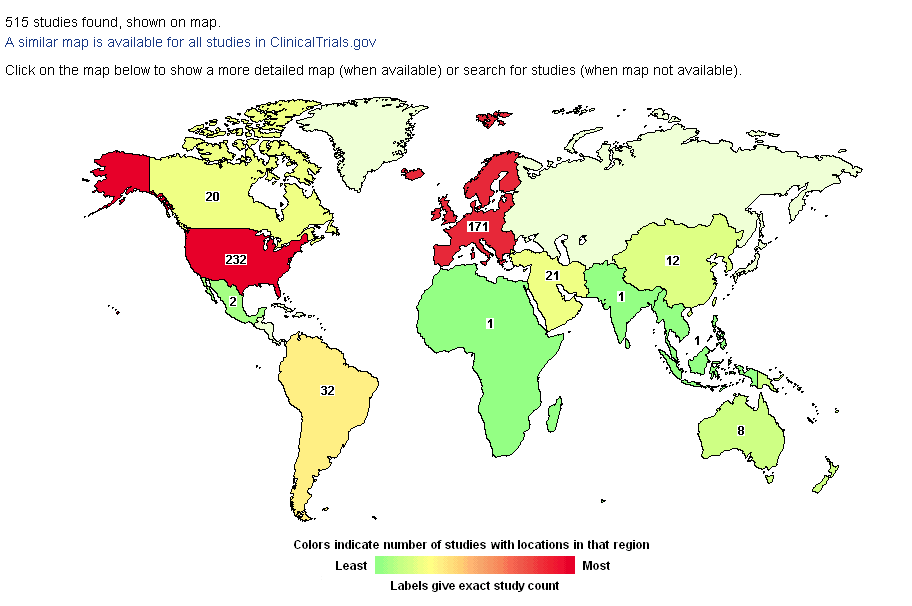 515 studies found, shown on map.
A similar map is available for all studies in ClinicalTrials.gov
Click on the map below to show a more detailed map (when available) or search for studies (when map not available).
20
171
232
12
21
2
1
1
1
32
8
Colors indicate number of studies with locations in that region
Least Most
Labels give exact study count